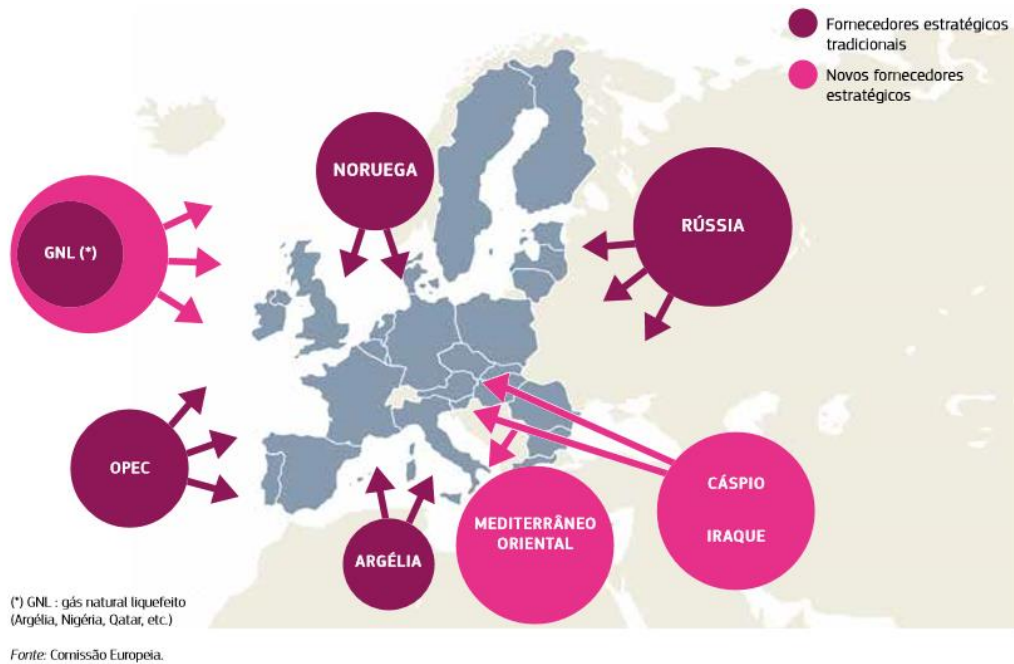 Fornecedores estratégicos
tradicionais
Novos fornecedores
estratégicos
NORUEGA
RÚSSIA
GNL (*)
OPEC
CÁSPIO
IRAQUE
MEDITERRÂNEO
ORIENTAL
ARGÉLIA
(*) GNL : gás natural liquefeito
(Argélia, Nigéria, Qatar, etc.)
Fonte: Comissão Europeia.